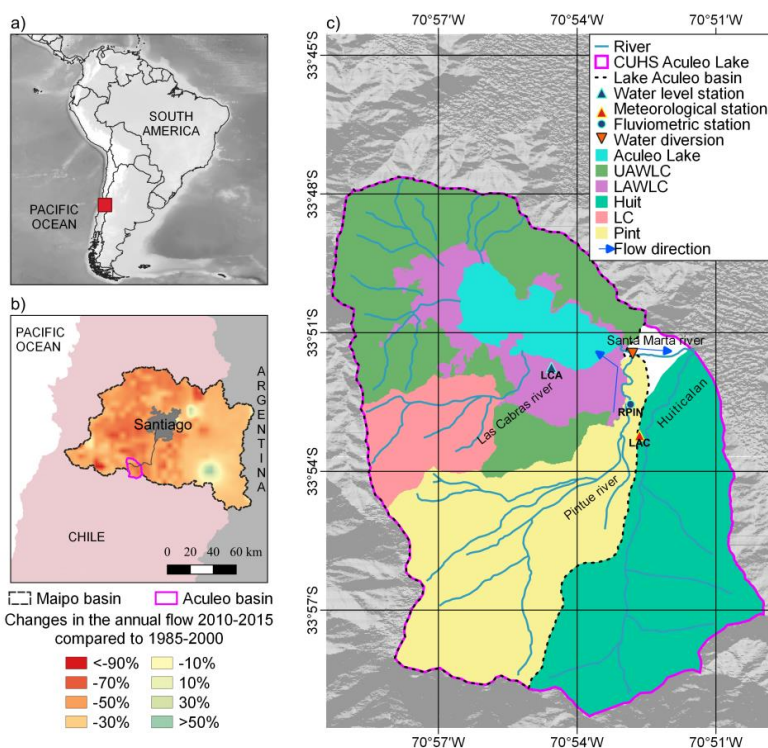 a)
SOUTH
AMERICA
PACIFIC
OCEAN
b)
PACIFIC
OCEAN
ARGENTINA
Santiago
CHILE
0 20 40 60 km
Maipo basin
Aculeo basin
Changes in the annual flow 2010-2015
compared to 1985-2000
<-90%
-70%
-50%
-30%
-10%
10%
30%
>50%
c)
70°57'W
70°54'W
70°51'W
33°45'S
33°48'S
33°51'S
33°54'S
33°57'S
River
CUHS Aculeo Lake
Lake Aculeo basin
Water level station
Meteorological station
Fluviometric station
Water diversion
Aculeo Lake
UAWLC
LAWLC
Huit
LC
Pint
Flow direction
Santa Marta river
LCA
Las Cabras river
RPIN
Huiticalan
LAC
Pintue river
70°57'W
70°54'W
70°51'W